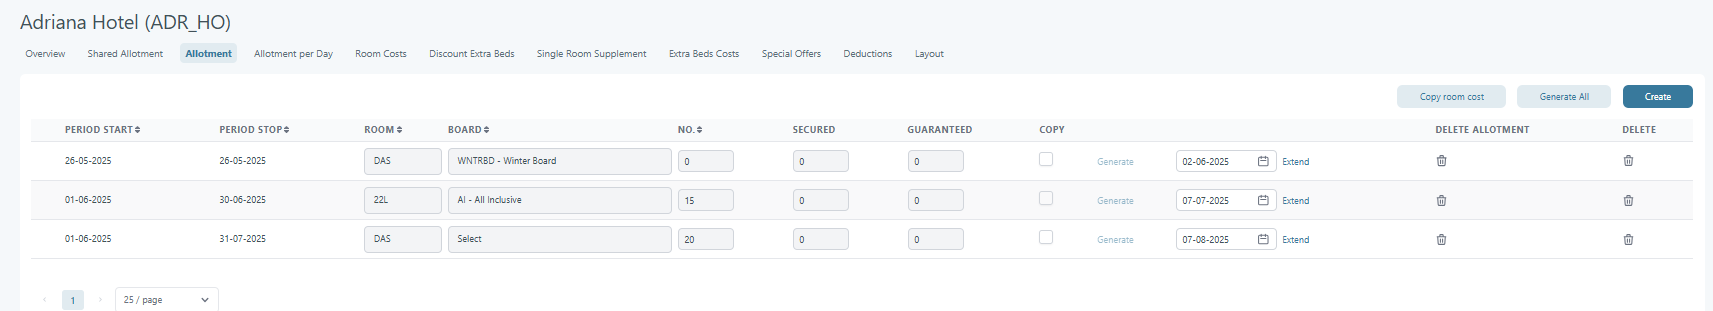 Adriana Hotel (ADR_HO)
Overview Shared Allotment Allotment Allotment per Day Room Costs Discount Extra Beds Single Room Supplement Extra Beds Costs Special Offers Deductions Layout
Copy room cost Generate All Create
PERIOD START PERIOD STOP ROOM BOARD NO. SECURED GUARANTEED COPY DELETE ALLOTMENT DELETE
26-05-2025 26-05-2025 DAS WNTRBD - Winter Board 0 0 0 Generate 02-06-2025 Extend
01-06-2025 30-06-2025 22L AI - All Inclusive 15 0 0 Generate 07-07-2025 Extend
01-06-2025 31-07-2025 DAS Select 20 0 0 Generate 07-08-2025 Extend
1 25 / page